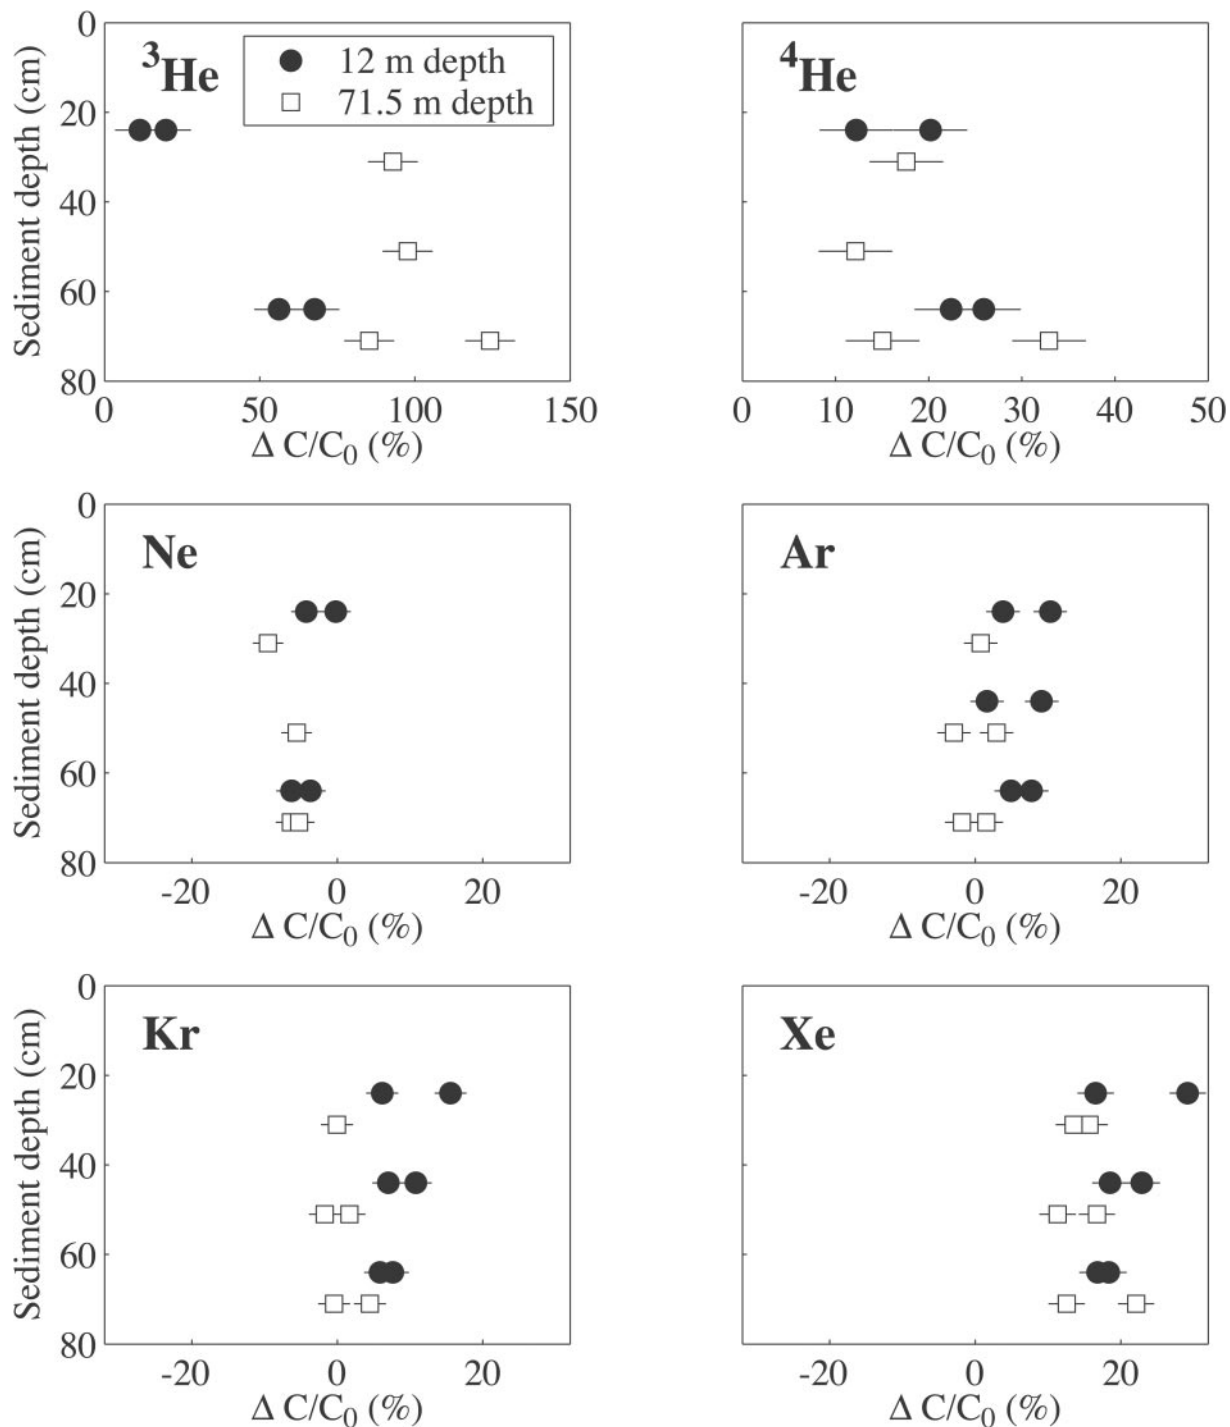 ³He
12 m depth
71.5 m depth
Sediment depth (cm)
0
20
40
60
80
0 50 100 150
Δ C/C₀ (%)
⁴He
0 10 20 30 40 50
Δ C/C₀ (%)
Ne
Sediment depth (cm)
0
20
40
60
80
-20 0 20
Δ C/C₀ (%)
Ar
-20 0 20
Δ C/C₀ (%)
Kr
Sediment depth (cm)
0
20
40
60
80
-20 0 20
Δ C/C₀ (%)
Xe
-20 0 20
Δ C/C₀ (%)